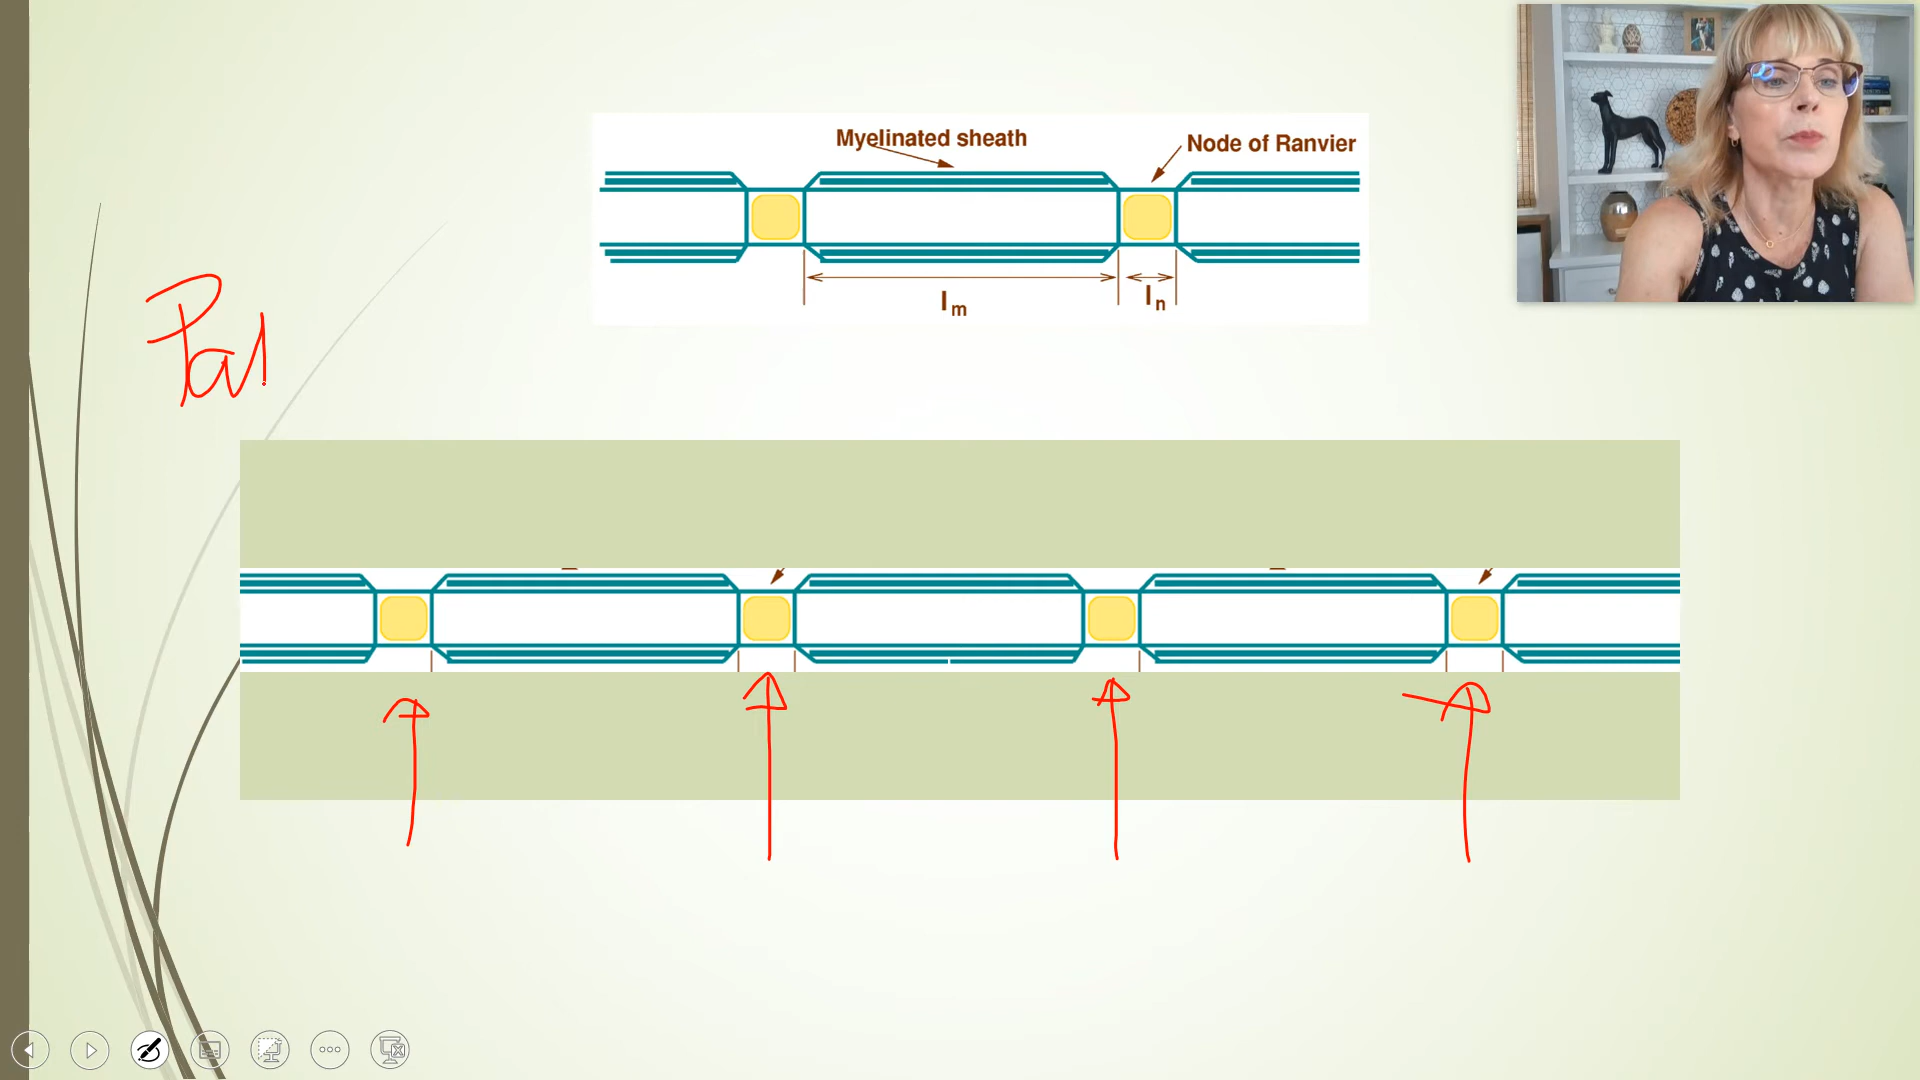 Myelinated sheath
Node of Ranvier
lm
ln